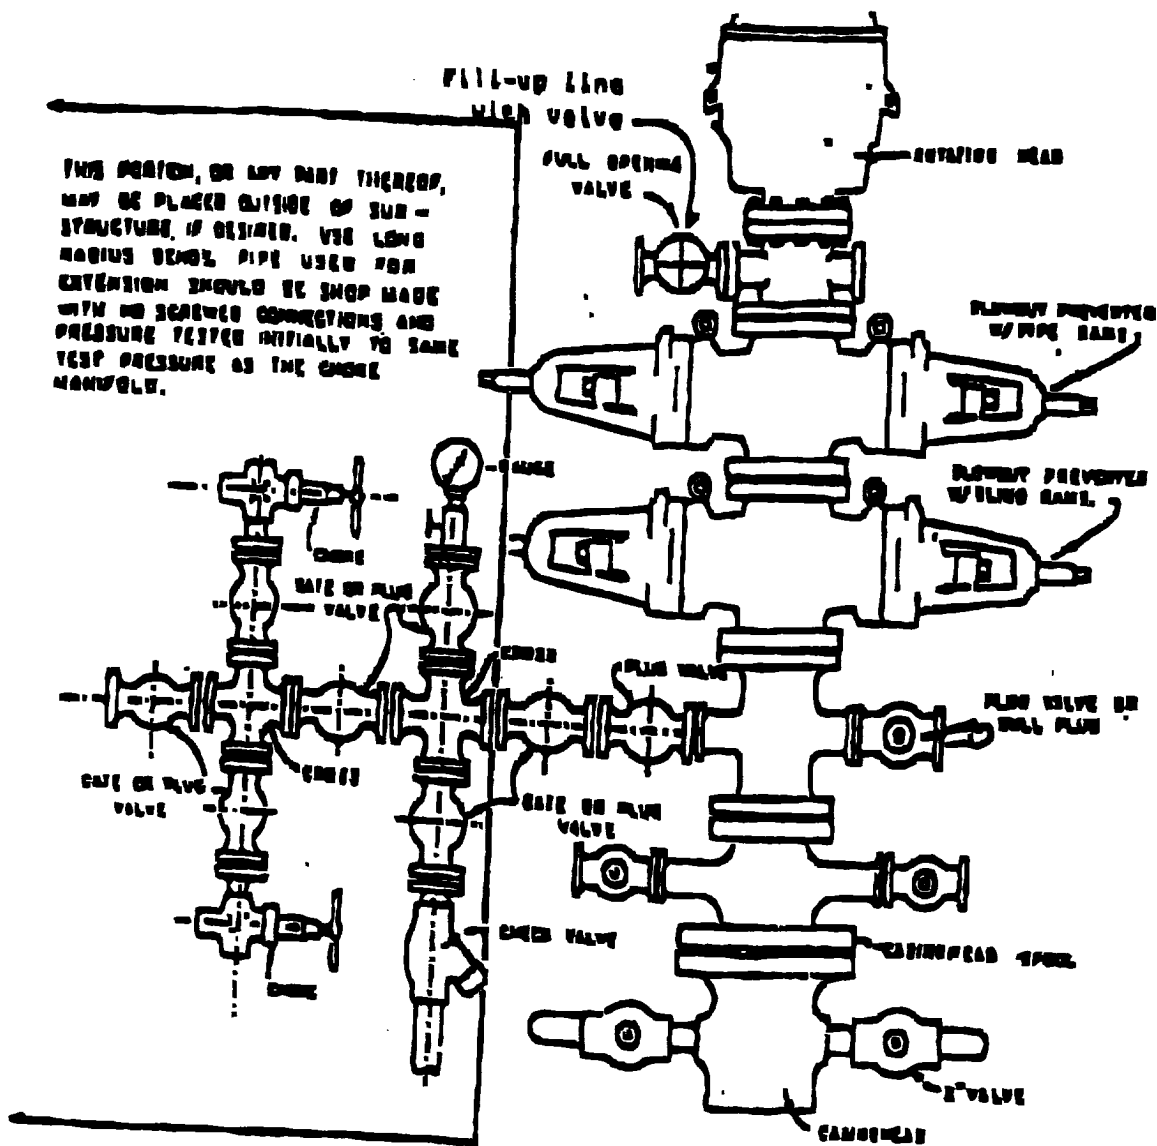 Fill-up Line
with valve
FULL OPENING
VALVE
ROTATING HEAD
THIS PORTION, OR ANY PART THEREOF,
MAY BE PLACED OUTSIDE OF SUB-
STRUCTURE, IF DESIRED. USE LONG
RADIUS BENDS. PIPE USED FOR
EXTENSION SHOULD BE SHOP MADE
WITH NO SCREWED CONNECTIONS AND
PRESSURE TESTED INITIALLY TO SAME
TEST PRESSURE AS THE CHOKE
MANIFOLD.
BLOWOUT PREVENTER
W/ PIPE RAMS.
GAUGE
BLOWOUT PREVENTER
W/ BLIND RAMS.
CHOKE
GATE OR PLUG
VALVE
CROSS
PLUG VALVE
PLUG VALVE OR
BULL PLUG
GATE OR PLUG
VALVE
CROSS
GATE OR PLUG
VALVE
CHECK VALVE
CASINGHEAD SPOOL
CHOKE
2" VALVE
CASINGHEAD